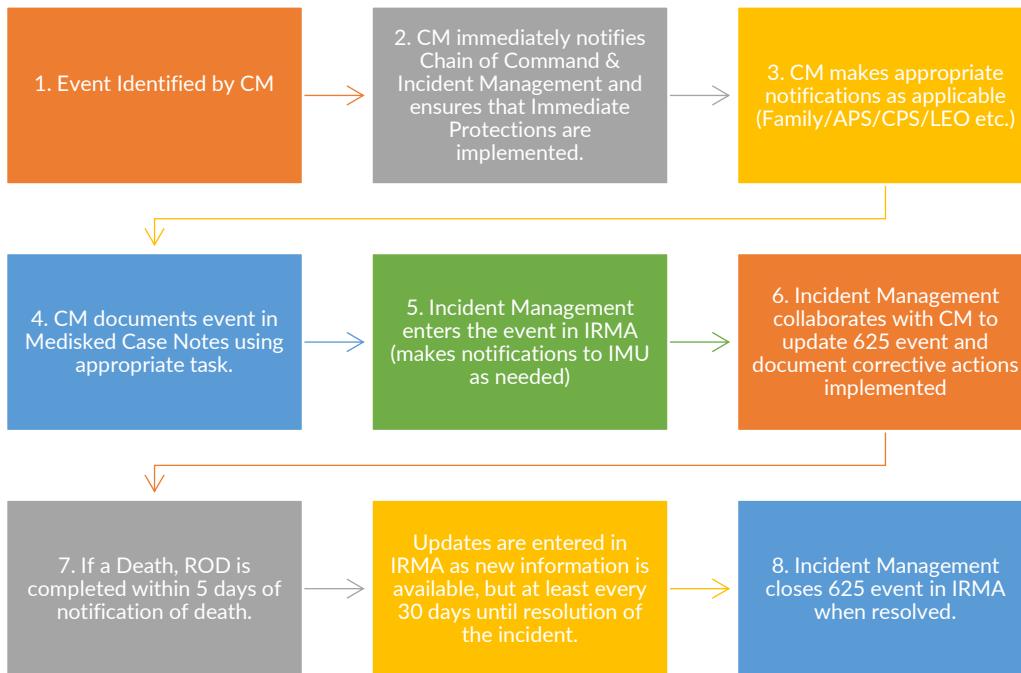 1. Event Identified by CM
2. CM immediately notifies
Chain of Command &
Incident Management and
ensures that Immediate
Protections are
implemented.
3. CM makes appropriate
notifications as applicable
(Family/APS/CPS/LEO etc.)
4. CM documents event in
Medisked Case Notes using
appropriate task.
5. Incident Management
enters the event in IRMA
(makes notifications to IMU
as needed)
6. Incident Management
collaborates with CM to
update 625 event and
document corrective actions
implemented
7. If a Death, ROD is
completed within 5 days of
notification of death.
Updates are entered in
IRMA as new information is
available, but at least every
30 days until resolution of
the incident.
8. Incident Management
closes 625 event in IRMA
when resolved.